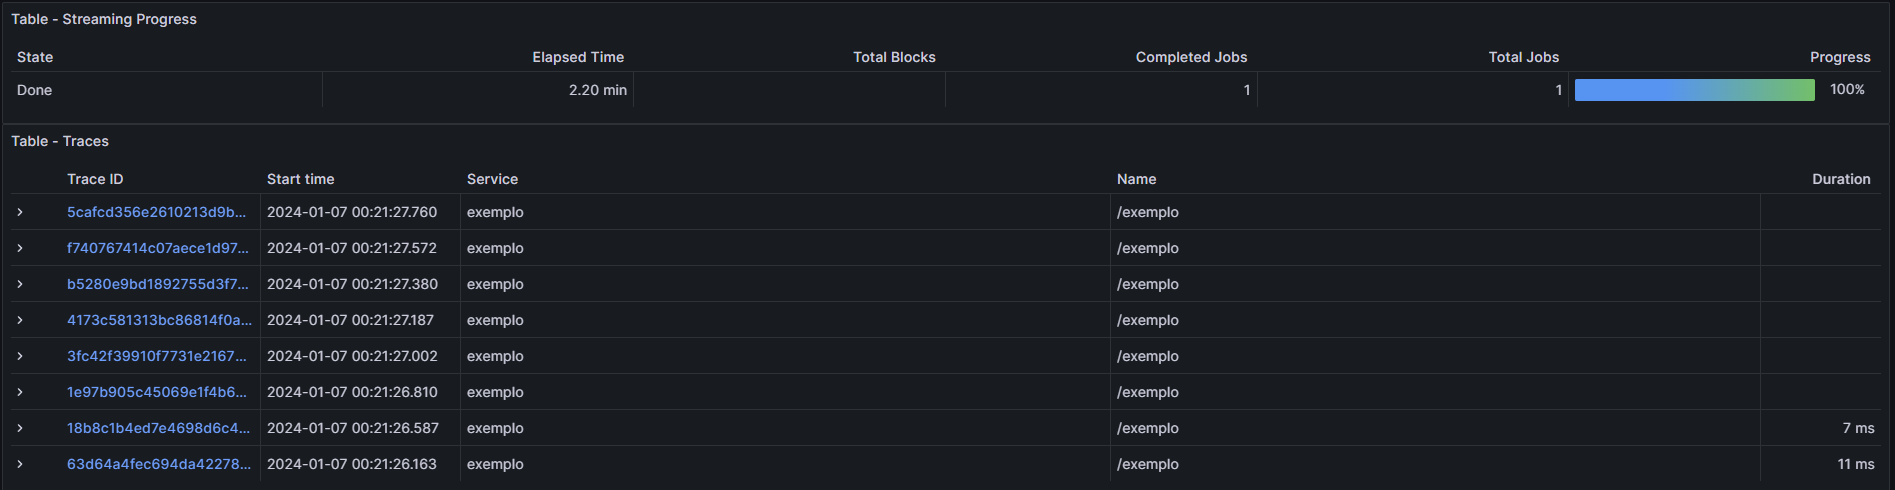 Table - Streaming Progress
State Elapsed Time Total Blocks Completed Jobs Total Jobs Progress
Done 2.20 min 1 1 100%
Table - Traces
Trace ID Start time Service Name Duration
5cafcd356e2610213d9b... 2024-01-07 00:21:27.760 exemplo /exemplo
f740767414c07aece1d97... 2024-01-07 00:21:27.572 exemplo /exemplo
b5280e9bd1892755d3f7... 2024-01-07 00:21:27.380 exemplo /exemplo
4173c581313bc86814f0a... 2024-01-07 00:21:27.187 exemplo /exemplo
3fc42f39910f7731e2167... 2024-01-07 00:21:27.002 exemplo /exemplo
1e97b905c45069e1f4b6... 2024-01-07 00:21:26.810 exemplo /exemplo
18b8c1b4ed7e4698d6c4... 2024-01-07 00:21:26.587 exemplo /exemplo 7 ms
63d64a4fec694da42278... 2024-01-07 00:21:26.163 exemplo /exemplo 11 ms